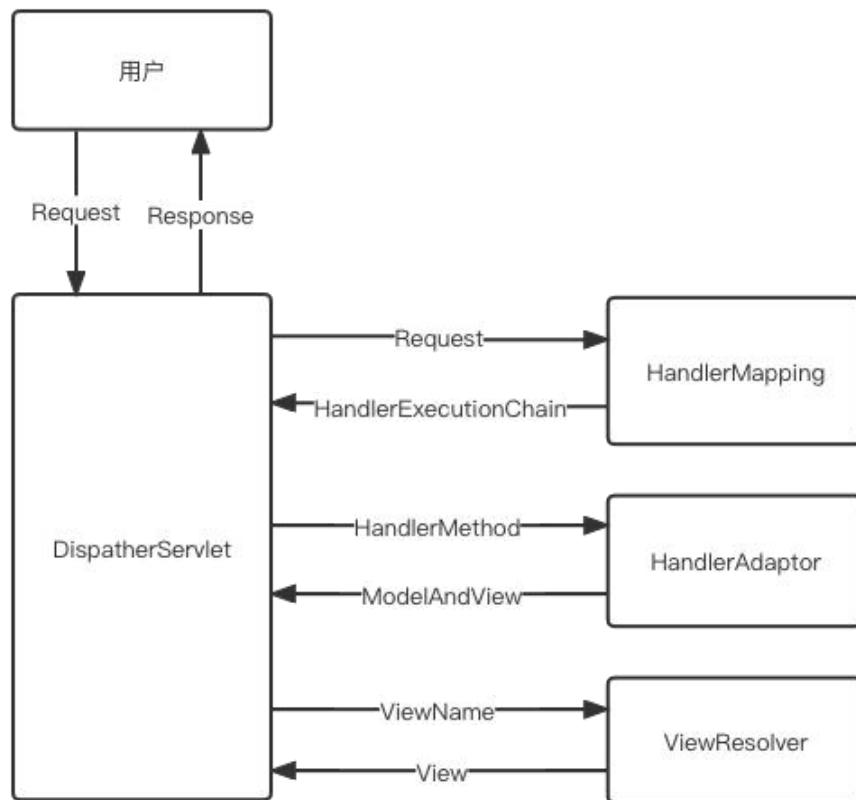 用户
Request
Response
Request
HandlerMapping
HandlerExecutionChain
DispatherServlet
HandlerMethod
HandlerAdaptor
ModelAndView
ViewName
ViewResolver
View